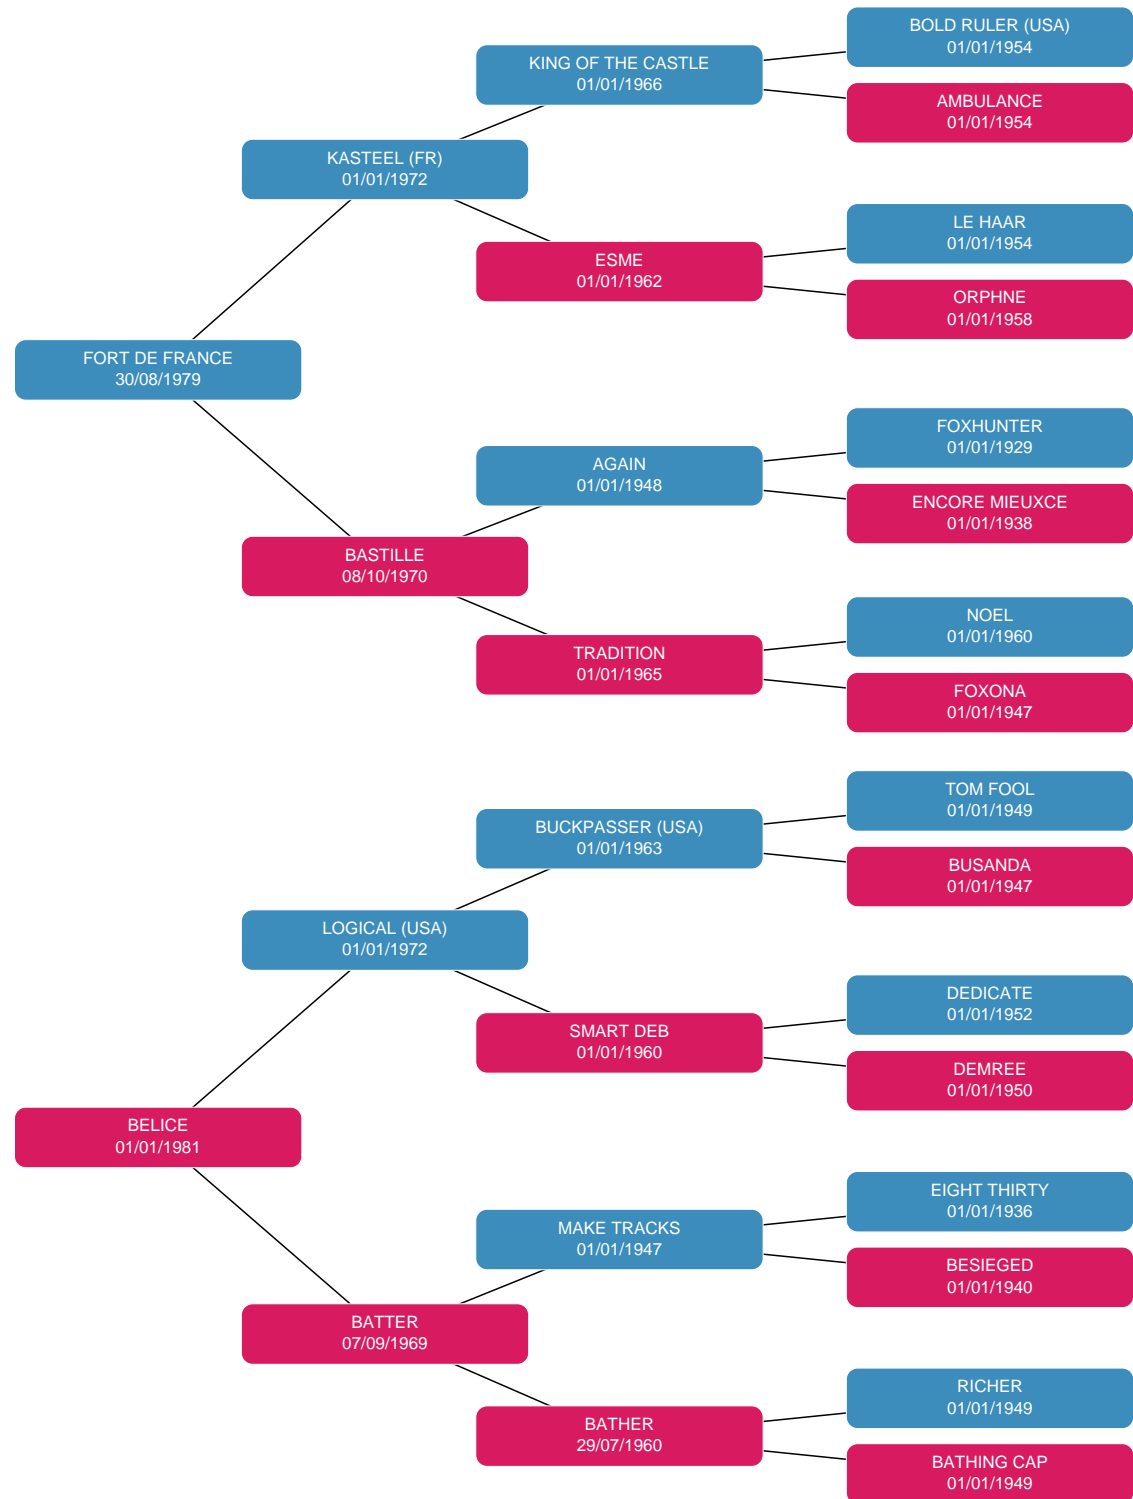 BOLD RULER (USA)
01/01/1954
KING OF THE CASTLE
01/01/1966
AMBULANCE
01/01/1954
KASTEEL (FR)
01/01/1972
LE HAAR
01/01/1954
ESME
01/01/1962
ORPHNE
01/01/1958
FORT DE FRANCE
30/08/1979
FOXHUNTER
01/01/1929
AGAIN
01/01/1948
ENCORE MIEUXCE
01/01/1938
BASTILLE
08/10/1970
NOEL
01/01/1960
TRADITION
01/01/1965
FOXONA
01/01/1947
TOM FOOL
01/01/1949
BUCKPASSER (USA)
01/01/1963
BUSANDA
01/01/1947
LOGICAL (USA)
01/01/1972
DEDICATE
01/01/1952
SMART DEB
01/01/1960
DEMREE
01/01/1950
BELICE
01/01/1981
EIGHT THIRTY
01/01/1936
MAKE TRACKS
01/01/1947
BESIEGED
01/01/1940
BATTER
07/09/1969
RICHER
01/01/1949
BATHER
29/07/1960
BATHING CAP
01/01/1949